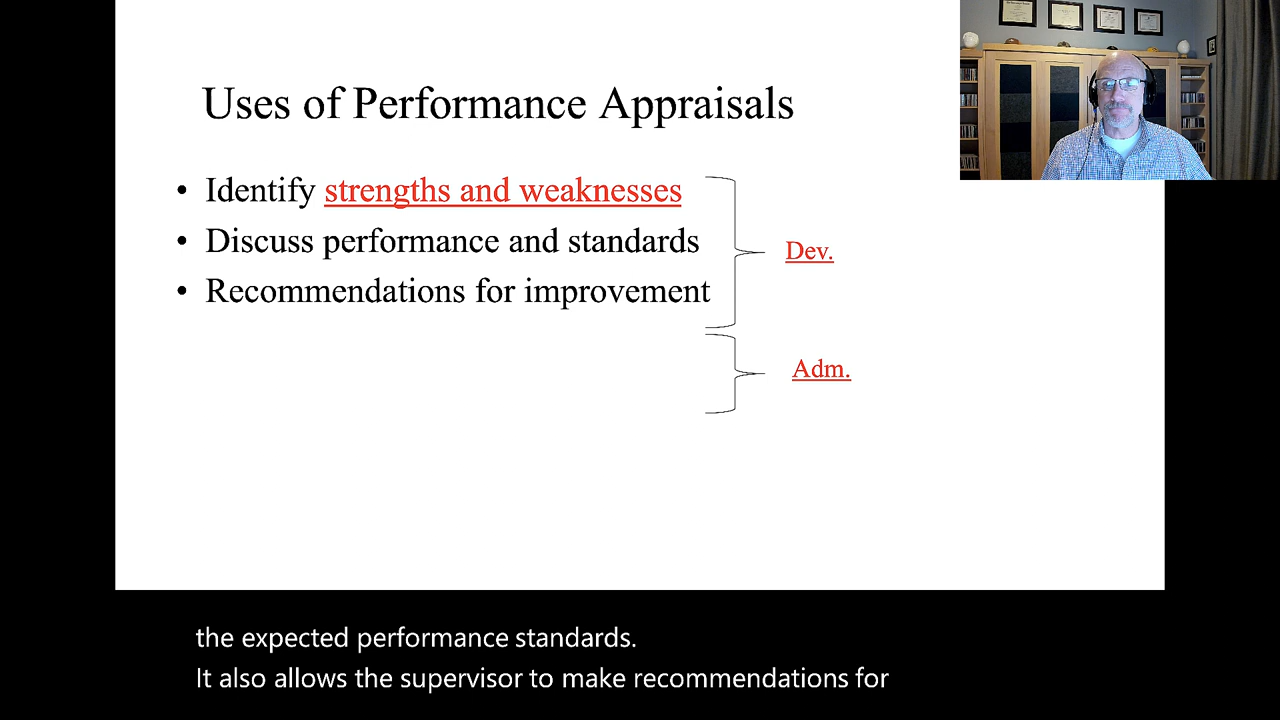 Uses of Performance Appraisals
• Identify strengths and weaknesses
• Discuss performance and standards
• Recommendations for improvement
Dev.
Adm.
the expected performance standards.
It also allows the supervisor to make recommendations for